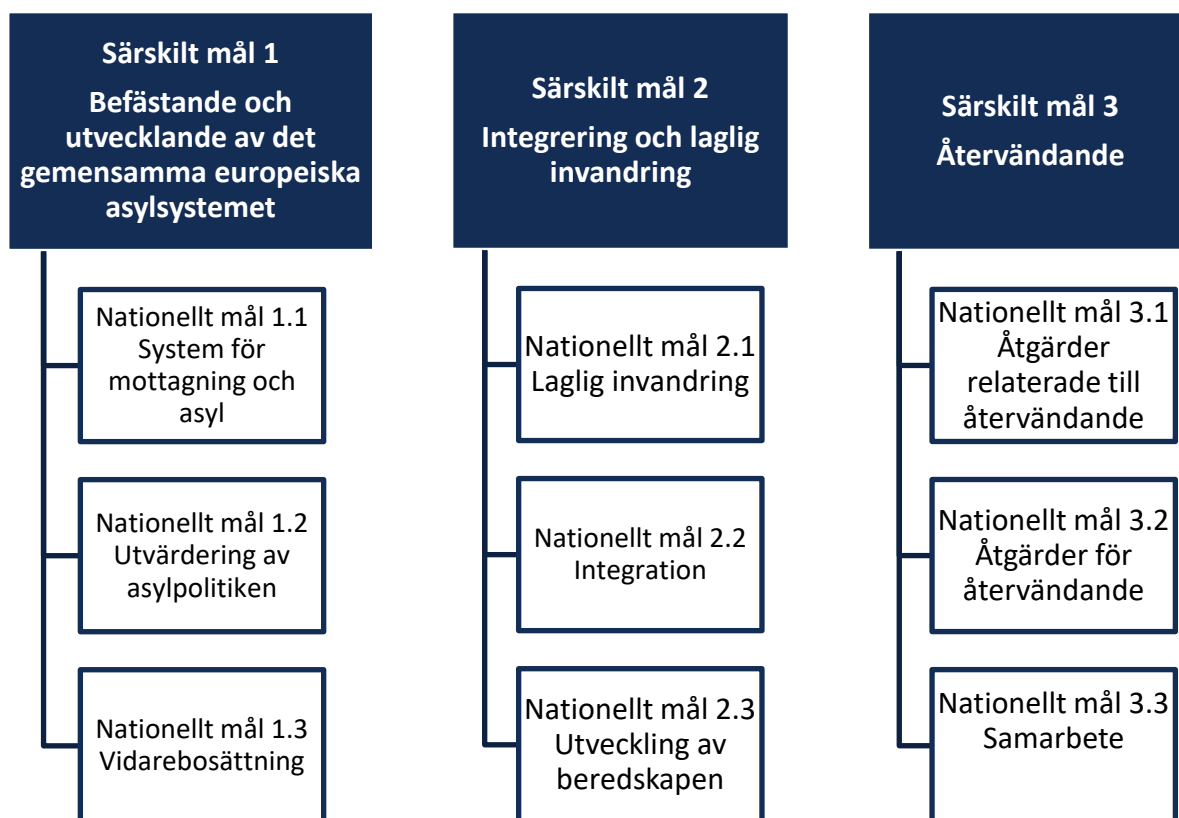 Särskilt mål 1
Befästande och
utvecklande av det
gemensamma europeiska
asylsystemet
Nationellt mål 1.1
System för
mottagning och
asyl
Nationellt mål 1.2
Utvärdering av
asylpolitiken
Nationellt mål 1.3
Vidarebosättning
Särskilt mål 2
Integrering och laglig
invandring
Nationellt mål 2.1
Laglig invandring
Nationellt mål 2.2
Integration
Nationellt mål 2.3
Utveckling av
beredskapen
Särskilt mål 3
Återvändande
Nationellt mål 3.1
Åtgärder
relaterade till
återvändande
Nationellt mål 3.2
Åtgärder för
återvändande
Nationellt mål 3.3
Samarbete